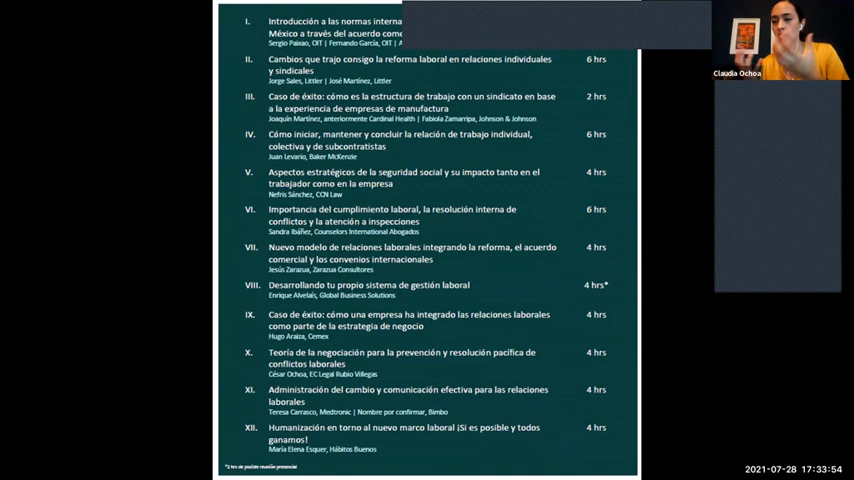 I. Introducción a las normas interna
México a través del acuerdo come
Sergio Paixao, OIT | Fernando García, OIT | A
II. Cambios que trajo consigo la reforma laboral en relaciones individuales 6 hrs
y sindicales
Jorge Sales, Littler | José Martínez, Littler
III. Caso de éxito: cómo es la estructura de trabajo con un sindicato en base 2 hrs
a la experiencia de empresas de manufactura
Joaquín Martínez, anteriormente Cardinal Health | Fabiola Zamarripa, Johnson & Johnson
IV. Cómo iniciar, mantener y concluir la relación de trabajo individual, 6 hrs
colectiva y de subcontratistas
Juan Levario, Baker McKenzie
V. Aspectos estratégicos de la seguridad social y su impacto tanto en el 4 hrs
trabajador como en la empresa
Nefris Sánchez, CCN Law
VI. Importancia del cumplimiento laboral, la resolución interna de 6 hrs
conflictos y la atención a inspecciones
Sandra Ibáñez, Counselors International Abogados
VII. Nuevo modelo de relaciones laborales integrando la reforma, el acuerdo 4 hrs
comercial y los convenios internacionales
Jesús Zarazua, Zarazua Consultores
VIII. Desarrollando tu propio sistema de gestión laboral 4 hrs*
Enrique Alvelais, Global Business Solutions
IX. Caso de éxito: cómo una empresa ha integrado las relaciones laborales 4 hrs
como parte de la estrategia de negocio
Hugo Araiza, Cemex
X. Teoría de la negociación para la prevención y resolución pacífica de 4 hrs
conflictos laborales
César Ochoa, EC Legal Rubio Villegas
XI. Administración del cambio y comunicación efectiva para las relaciones 4 hrs
laborales
Teresa Carrasco, Medtronic | Nombre por confirmar, Bimbo
XII. Humanización en torno al nuevo marco laboral ¡Si es posible y todos 4 hrs
ganamos!
María Elena Esquer, Hábitos Buenos
*2 hrs de posible reunión presencial
Claudia Ochoa
2021-07-28 17:33:54